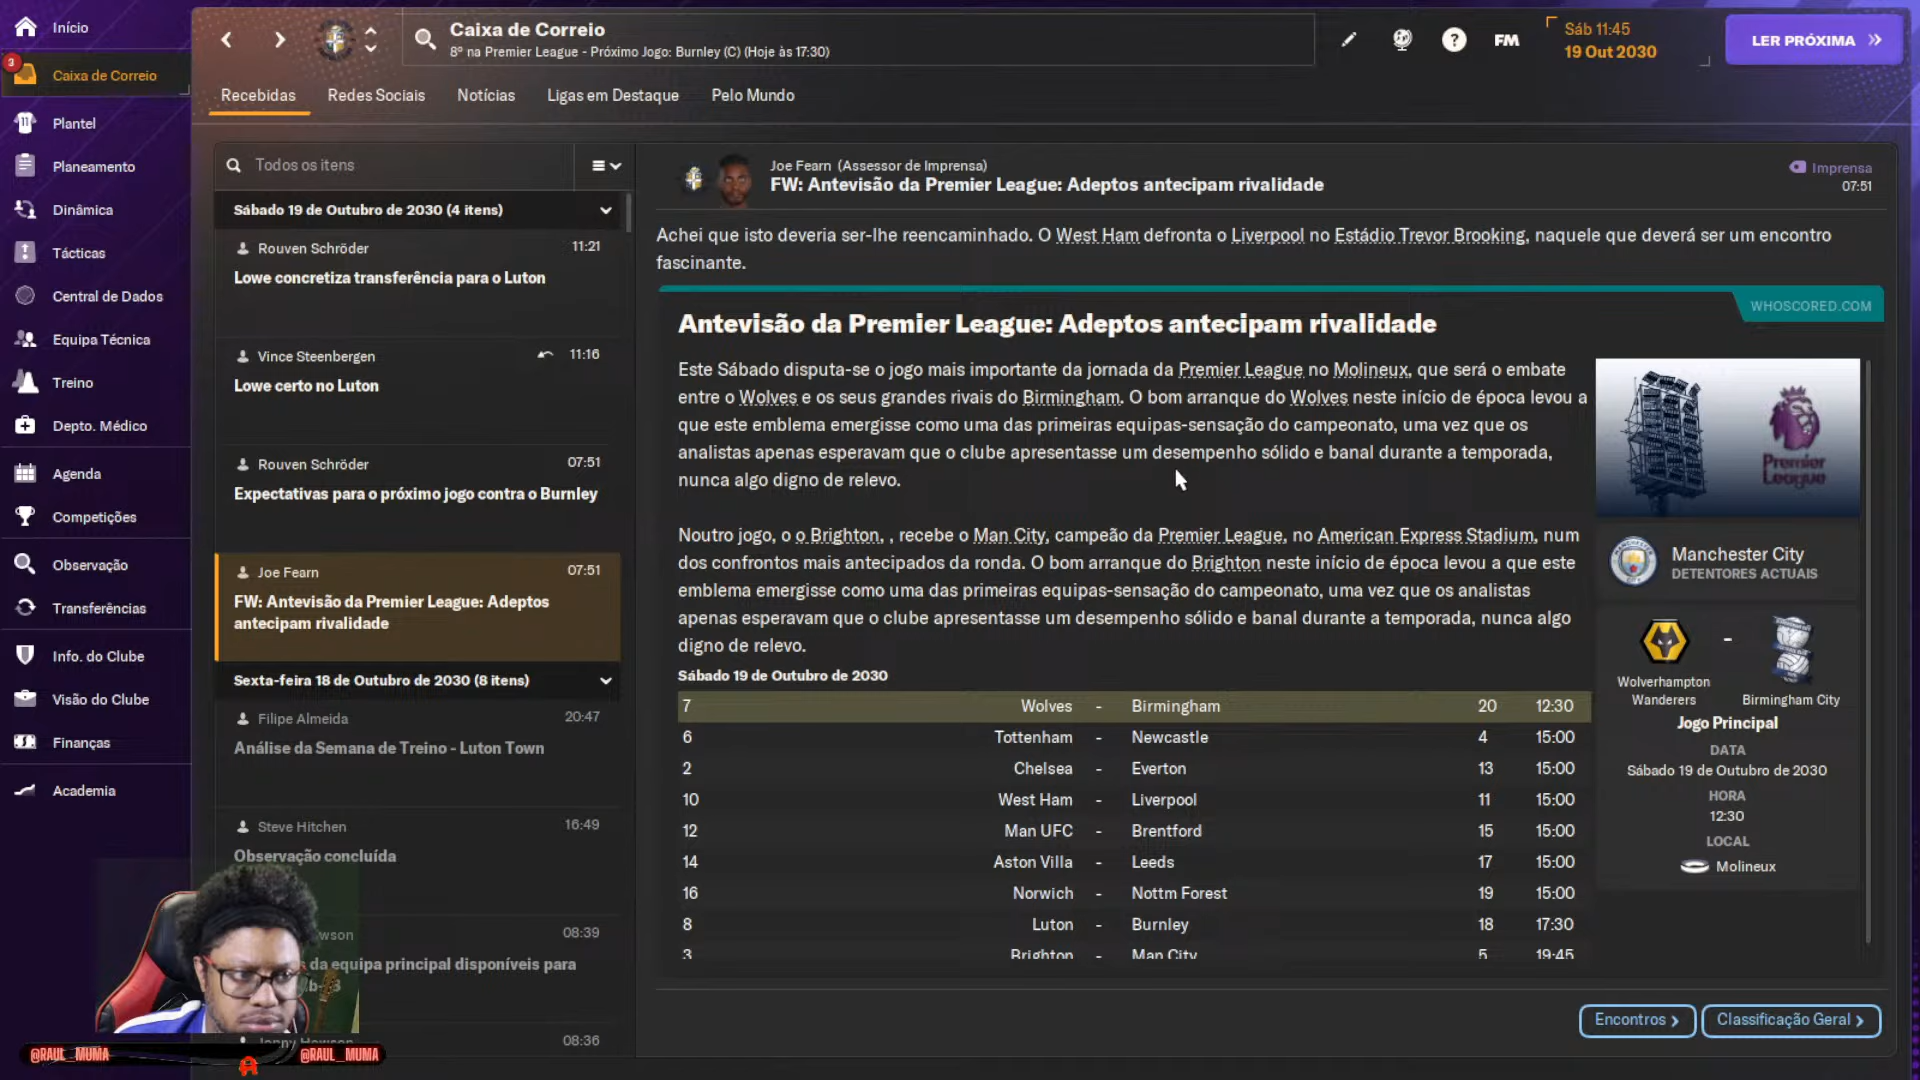 Início
3
Caixa de Correio
Plantel
Planeamento
Dinâmica
Tácticas
Central de Dados
Equipa Técnica
Treino
Depto. Médico
Agenda
Competições
Observação
Transferências
Info. do Clube
Visão do Clube
Finanças
Academia
Caixa de Correio
8º na Premier League - Próximo Jogo: Burnley (C) (Hoje às 17:30)
?
FM
Sáb 11:45
19 Out 2030
LER PRÓXIMA
Recebidas Redes Sociais Notícias Ligas em Destaque Pelo Mundo
Todos os itens
Sábado 19 de Outubro de 2030 (4 itens)
Rouven Schröder 11:21
Lowe concretiza transferência para o Luton
Vince Steenbergen 11:16
Lowe certo no Luton
Rouven Schröder 07:51
Expectativas para o próximo jogo contra o Burnley
Joe Fearn 07:51
FW: Antevisão da Premier League: Adeptos
antecipam rivalidade
Sexta-feira 18 de Outubro de 2030 (8 itens)
Filipe Almeida 20:47
Análise da Semana de Treino - Luton Town
Steve Hitchen 16:49
Observação concluída
08:39
da equipa principal disponíveis para
08:36
Joe Fearn (Assessor de Imprensa)
FW: Antevisão da Premier League: Adeptos antecipam rivalidade
Imprensa
07:51
Achei que isto deveria ser-lhe reencaminhado. O West Ham defronta o Liverpool no Estádio Trevor Brooking, naquele que deverá ser um encontro
fascinante.
WHOSCORED.COM
Antevisão da Premier League: Adeptos antecipam rivalidade
Este Sábado disputa-se o jogo mais importante da jornada da Premier League no Molineux, que será o embate
entre o Wolves e os seus grandes rivais do Birmingham. O bom arranque do Wolves neste início de época levou a
que este emblema emergisse como uma das primeiras equipas-sensação do campeonato, uma vez que os
analistas apenas esperavam que o clube apresentasse um desempenho sólido e banal durante a temporada,
nunca algo digno de relevo.
Noutro jogo, o o Brighton, , recebe o Man City, campeão da Premier League, no American Express Stadium, num
dos confrontos mais antecipados da ronda. O bom arranque do Brighton neste início de época levou a que este
emblema emergisse como uma das primeiras equipas-sensação do campeonato, uma vez que os analistas
apenas esperavam que o clube apresentasse um desempenho sólido e banal durante a temporada, nunca algo
digno de relevo.
Sábado 19 de Outubro de 2030
7 Wolves - Birmingham 20 12:30
6 Tottenham - Newcastle 4 15:00
2 Chelsea - Everton 13 15:00
10 West Ham - Liverpool 11 15:00
12 Man UFC - Brentford 15 15:00
14 Aston Villa - Leeds 17 15:00
16 Norwich - Nottm Forest 19 15:00
8 Luton - Burnley 18 17:30
3 Brighton - Man City 5 19:45
Premier
League
Manchester City
DETENTORES ACTUAIS
-
Wolverhampton
Wanderers
Birmingham City
Jogo Principal
DATA
Sábado 19 de Outubro de 2030
HORA
12:30
LOCAL
Molineux
Encontros
Classificação Geral
@RAUL_MUMA
@RAUL_MUMA